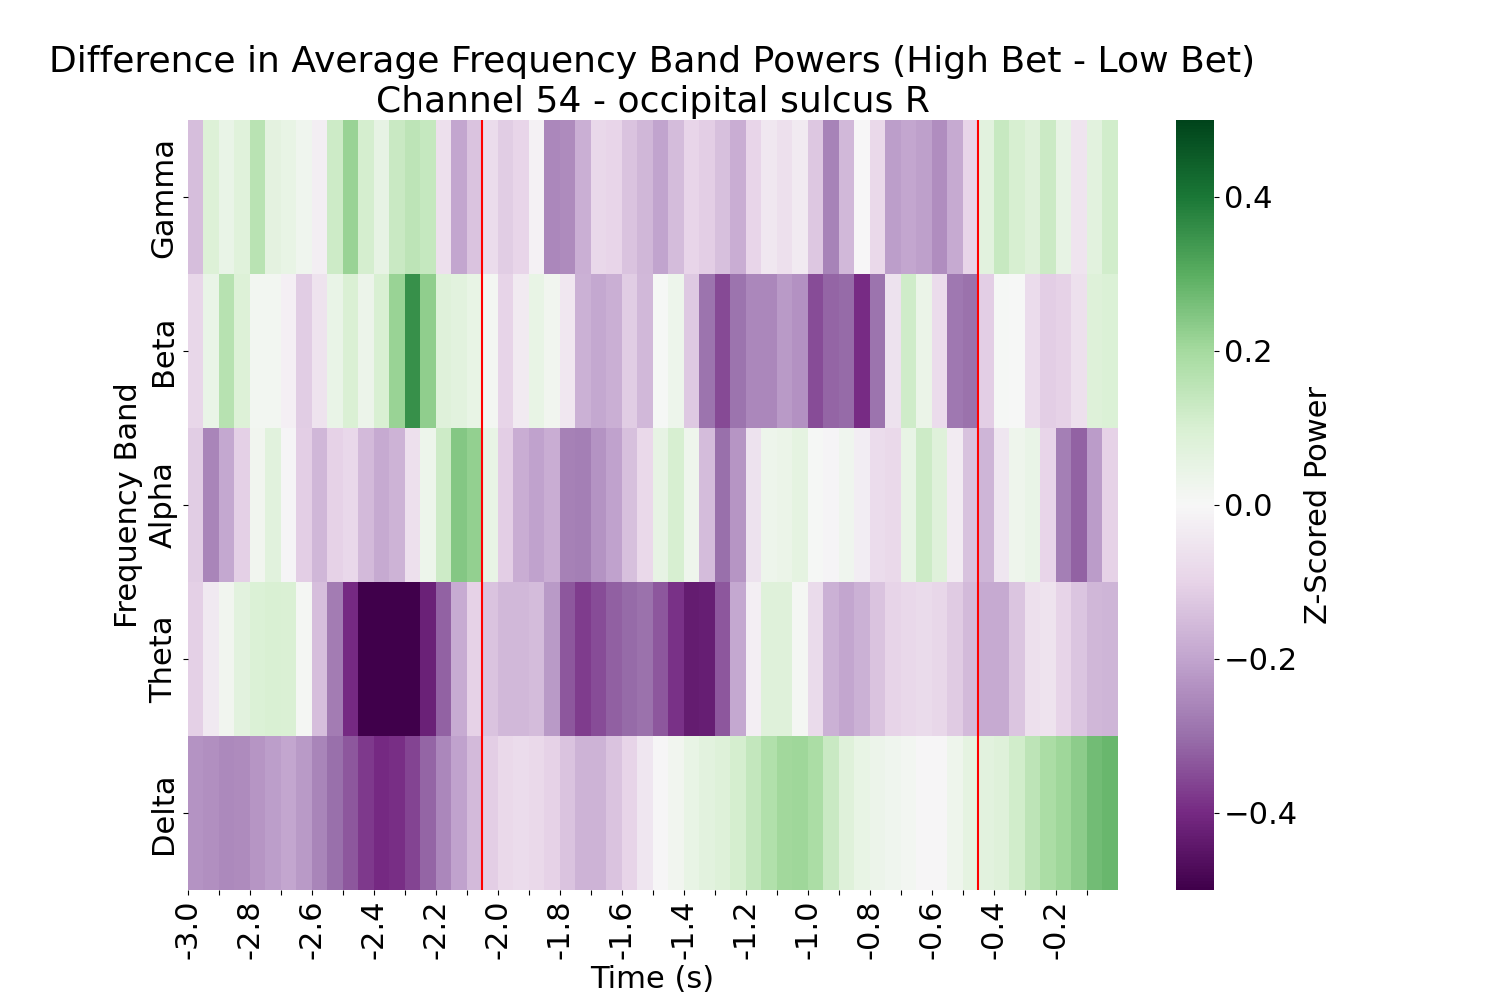 Difference in Average Frequency Band Powers (High Bet - Low Bet)
Channel 54 - occipital sulcus R
Frequency Band
Gamma
Beta
Alpha
Theta
Delta
-3.0
-2.8
-2.6
-2.4
-2.2
-2.0
-1.8
-1.6
-1.4
-1.2
-1.0
-0.8
-0.6
-0.4
-0.2
Time (s)
0.4
0.2
0.0
−0.2
−0.4
Z-Scored Power